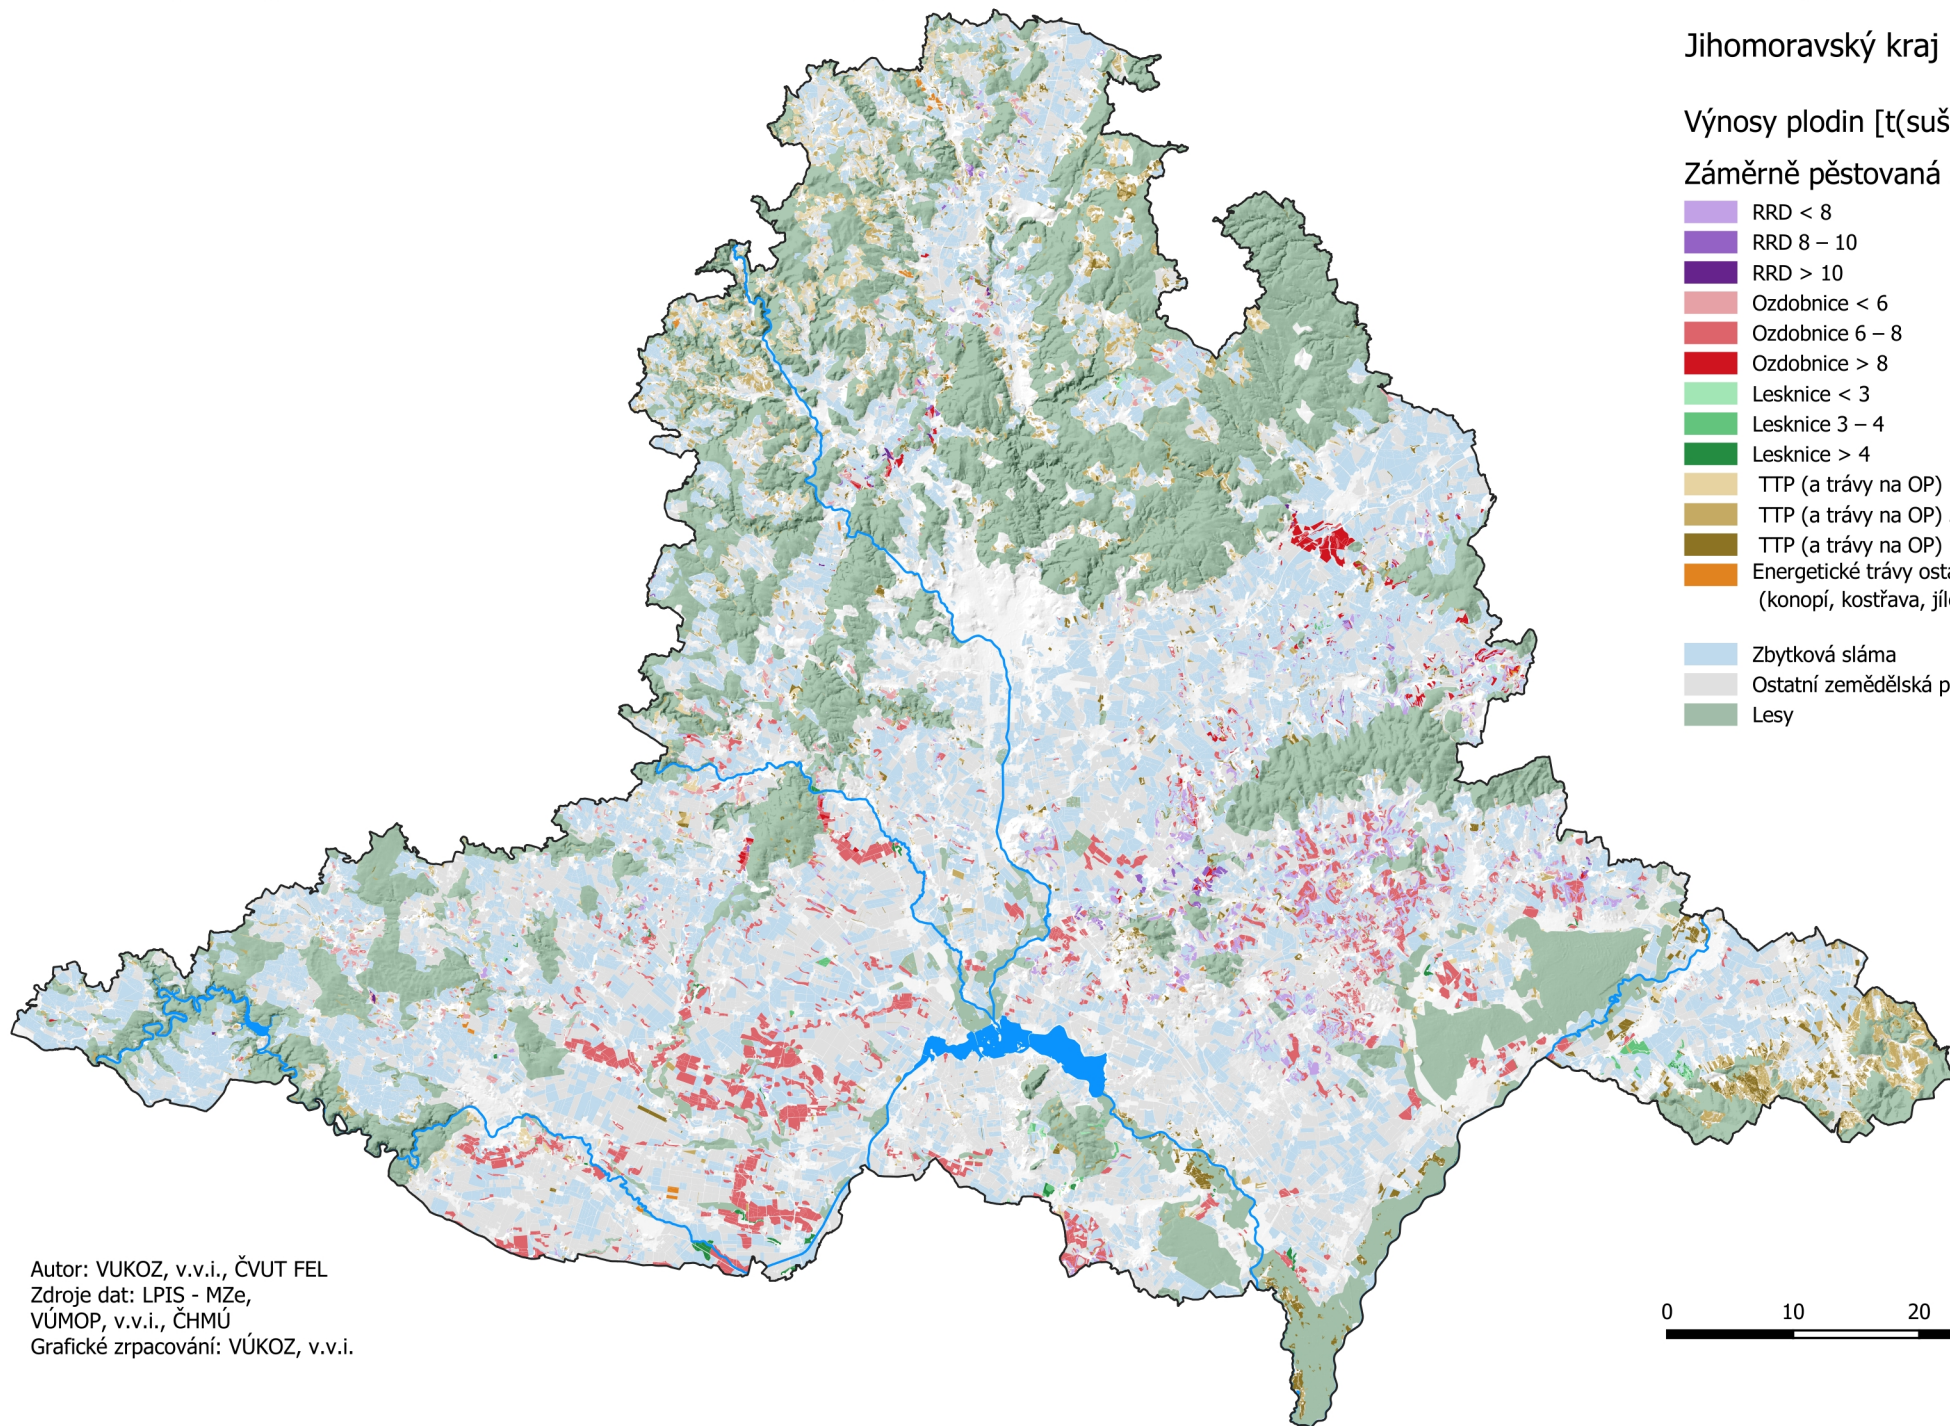 Jihomoravský kraj
Výnosy plodin [t(suš
Záměrně pěstovaná
RRD < 8
RRD 8 – 10
RRD > 10
Ozdobnice < 6
Ozdobnice 6 – 8
Ozdobnice > 8
Lesknice < 3
Lesknice 3 – 4
Lesknice > 4
TTP (a trávy na OP)
TTP (a trávy na OP)
TTP (a trávy na OP)
Energetické trávy osta
(konopí, kostřava, jíl
Zbytková sláma
Ostatní zemědělská p
Lesy
Autor: VUKOZ, v.v.i., ČVUT FEL
Zdroje dat: LPIS - MZe,
VÚMOP, v.v.i., ČHMÚ
Grafické zrpacování: VÚKOZ, v.v.i.
0 10 20